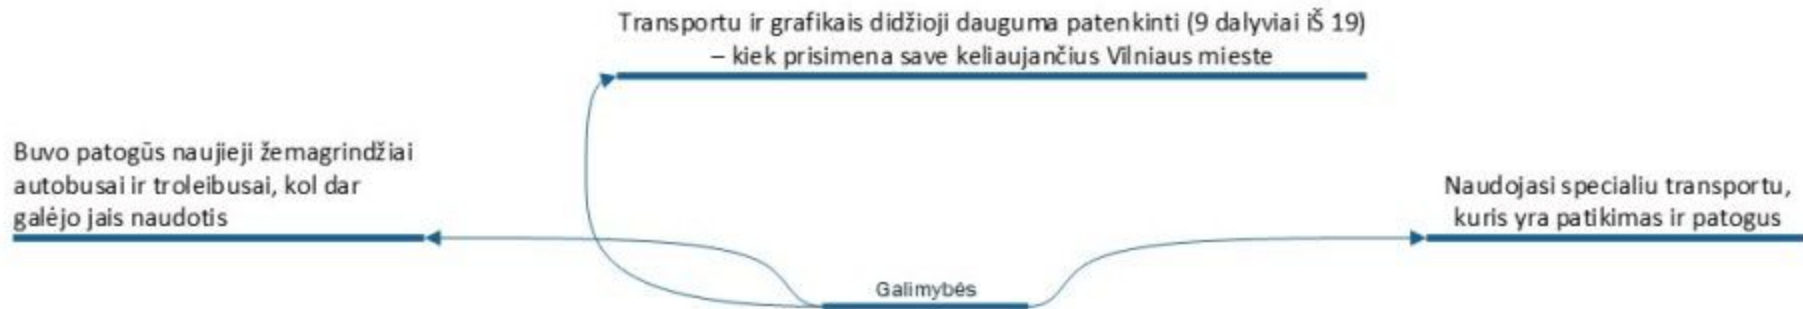 Transportu ir grafikais didžioji dauguma patenkinti (9 dalyviai iŠ 19)
– kiek prisimena save keliaujančius Vilniaus mieste
Buvo patogūs naujieji žemagrindžiai
autobusai ir troleibusai, kol dar
galėjo jais naudotis
Naudojasi specialiu transportu,
kuris yra patikimas ir patogus
Galimybės